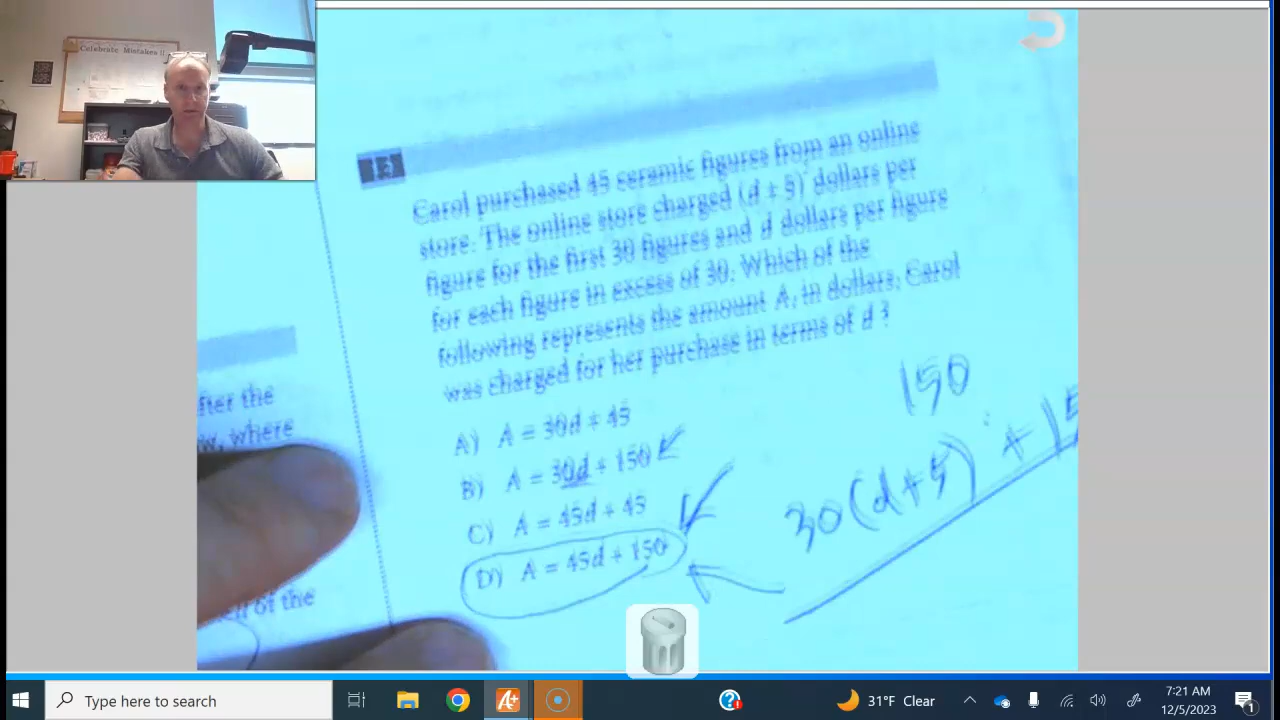 Celebrate Mistakes !!
Carol purchased 45 ceramic figures from an online
store. The online store charged (d + 5) dollars per
figure for the first 30 figures and d dollars per figure
for each figure in excess of 30. Which of the
following represents the amount A, in dollars, Carol
was charged for her purchase in terms of d ?
A) A = 30d + 45
B) A = 30d + 150
C) A = 45d + 45
D) A = 45d + 150
150
30(d+5) + 15
fter the
w, where
of the
Type here to search
31°F Clear
7:21 AM
12/5/2023
1